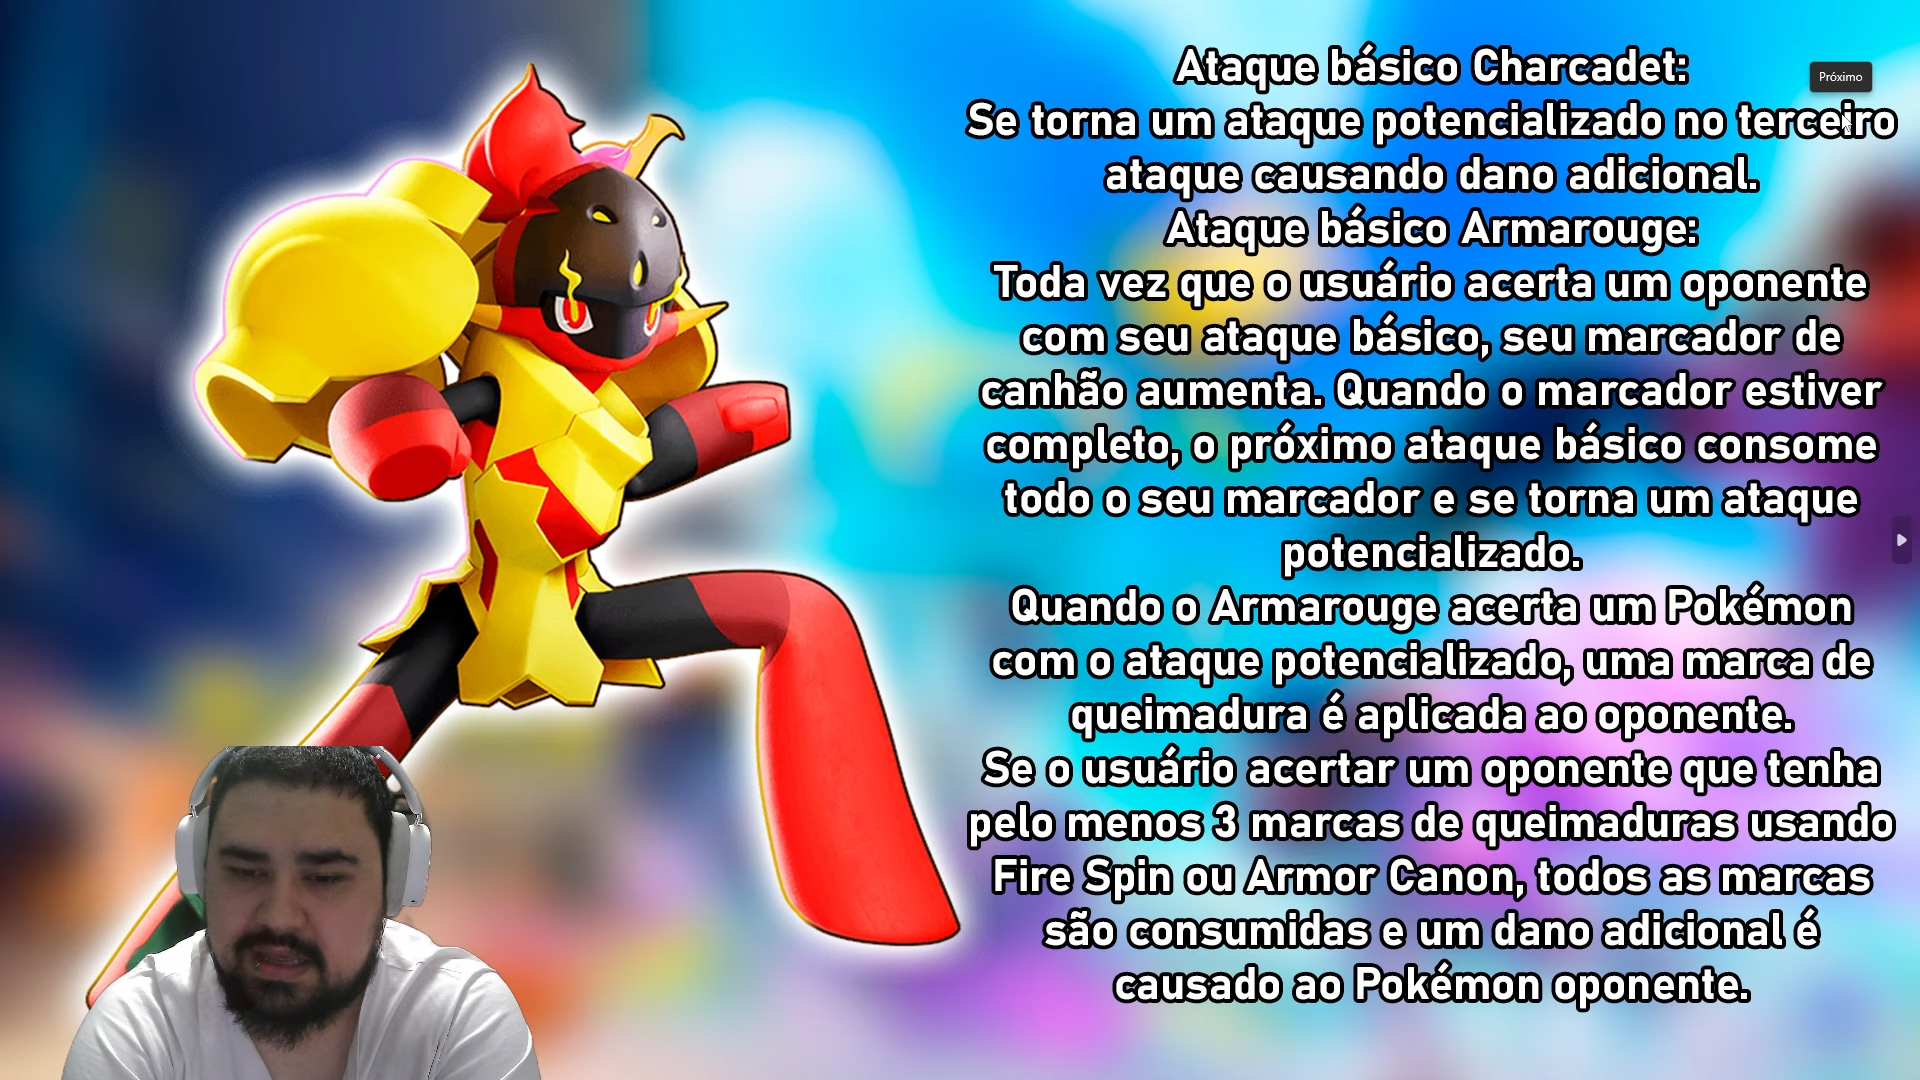 Ataque básico Charcadet:
Próximo
Se torna um ataque potencializado no terceiro
ataque causando dano adicional.
Ataque básico Armarouge:
Toda vez que o usuário acerta um oponente
com seu ataque básico, seu marcador de
canhão aumenta. Quando o marcador estiver
completo, o próximo ataque básico consome
todo o seu marcador e se torna um ataque
potencializado.
Quando o Armarouge acerta um Pokémon
com o ataque potencializado, uma marca de
queimadura é aplicada ao oponente.
Se o usuário acertar um oponente que tenha
pelo menos 3 marcas de queimaduras usando
Fire Spin ou Armor Canon, todos as marcas
são consumidas e um dano adicional é
causado ao Pokémon oponente.